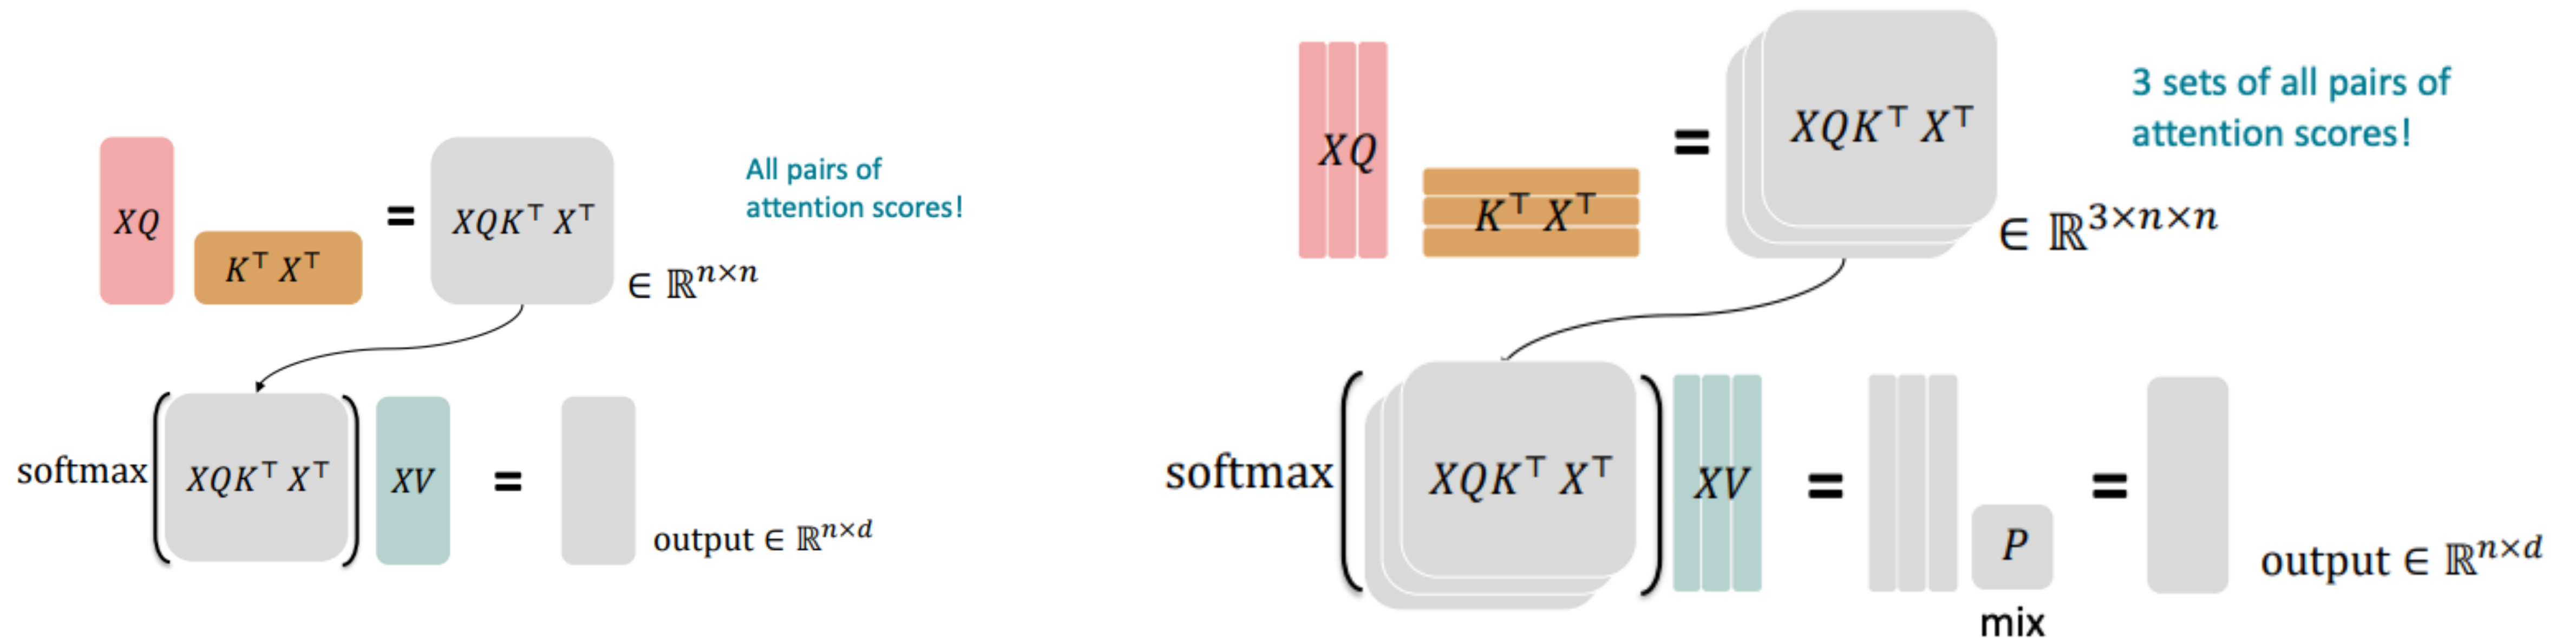 XQ
K⊤ X⊤
=
XQK⊤ X⊤
∈ ℝn×n
All pairs of
attention scores!
softmax
(XQK⊤ X⊤)
XV
=
output ∈ ℝn×d
XQ
K⊤ X⊤
=
XQK⊤ X⊤
∈ ℝ3×n×n
3 sets of all pairs of
attention scores!
softmax
(XQK⊤ X⊤)
XV
=
P
mix
=
output ∈ ℝn×d